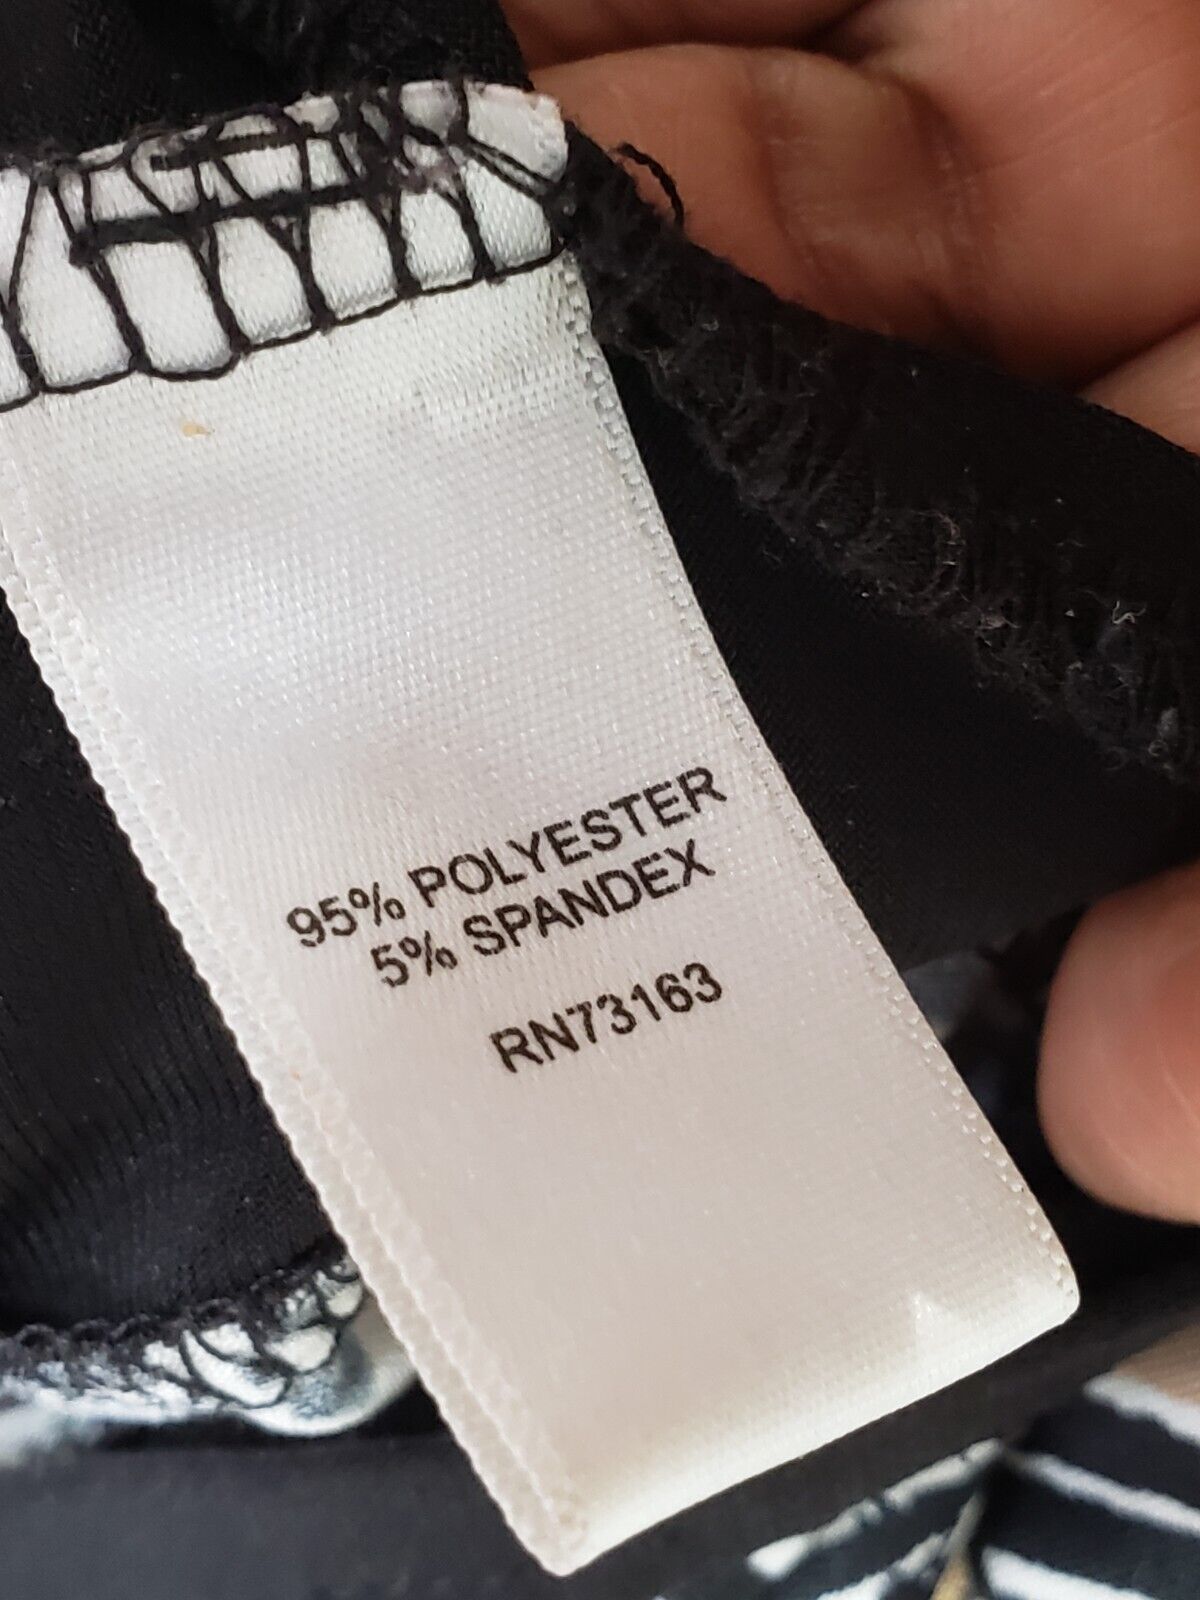 95% POLYESTER
5% SPANDEX
RN73163